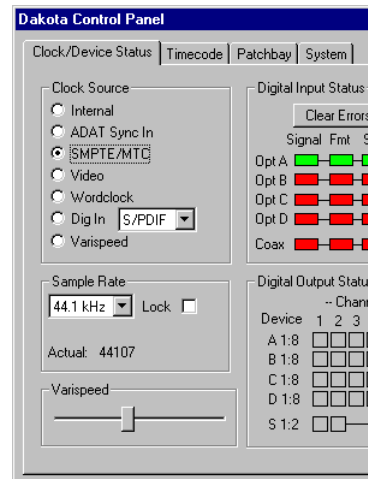 Dakota Control Panel
Clock/Device Status Timecode Patchbay System
Clock Source
Internal
ADAT Sync In
SMPTE/MTC
Video
Wordclock
Dig In S/PDIF
Varispeed
Sample Rate
44.1 kHz Lock
Actual: 44107
Varispeed
Digital Input Status
Clear Errors
Signal Fmt S
Opt A
Opt B
Opt C
Opt D
Coax
Digital Output Statu
-- Chann
Device 1 2 3
A 1:8
B 1:8
C 1:8
D 1:8
S 1:2